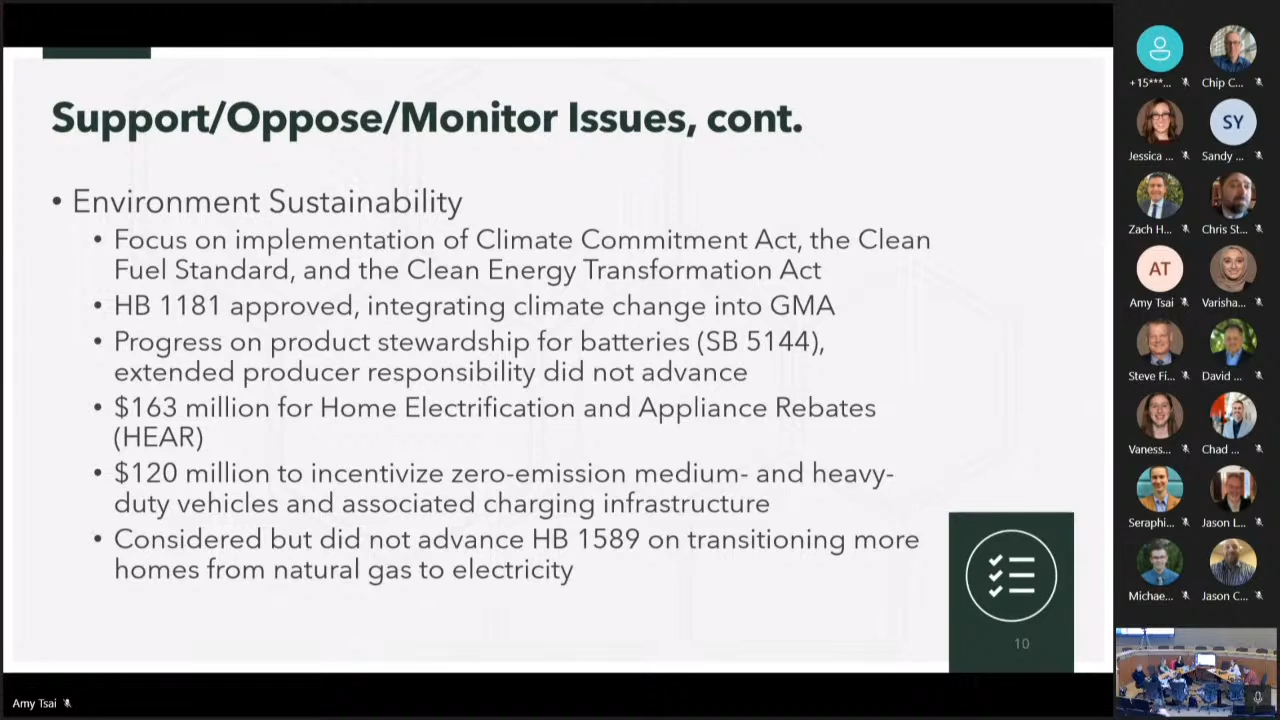 Support/Oppose/Monitor Issues, cont.
• Environment Sustainability
• Focus on implementation of Climate Commitment Act, the Clean
Fuel Standard, and the Clean Energy Transformation Act
• HB 1181 approved, integrating climate change into GMA
• Progress on product stewardship for batteries (SB 5144),
extended producer responsibility did not advance
• $163 million for Home Electrification and Appliance Rebates
(HEAR)
• $120 million to incentivize zero-emission medium- and heavy-
duty vehicles and associated charging infrastructure
• Considered but did not advance HB 1589 on transitioning more
homes from natural gas to electricity
10
Amy Tsai
+15***...
Chip C...
SY
Jessica ...
Sandy ...
Zach H...
Chris St...
AT
Amy Tsai
Varisha...
Steve Fi...
David ...
Vaness...
Chad ...
Seraphi...
Jason L...
Michae...
Jason C...